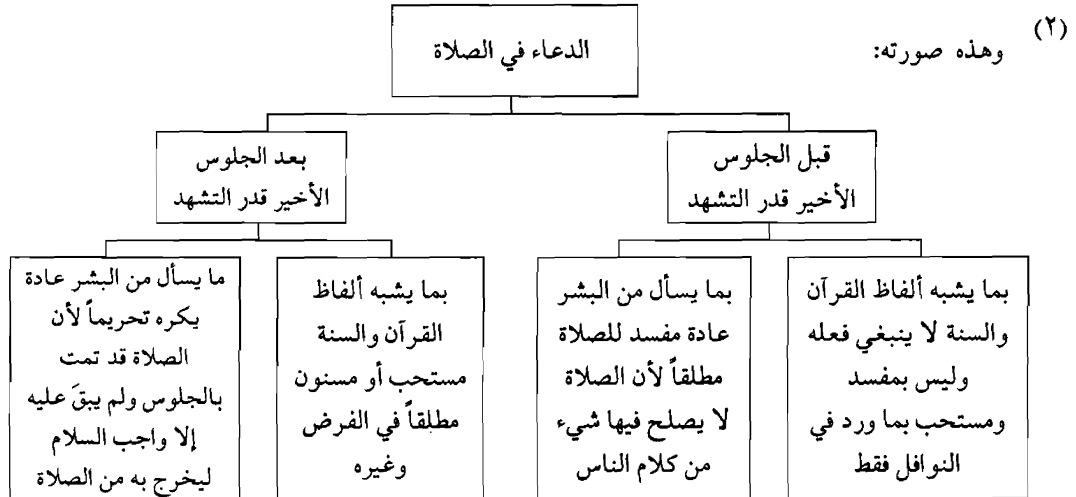 (٢) وهذه صورته:
الدعاء في الصلاة
قبل الجلوس
الأخير قدر التشهد
بعد الجلوس
الأخير قدر التشهد
بما يشبه ألفاظ القرآن
والسنة لا ينبغي فعله
وليس بمفسد
ومستحب بما ورد في
النوافل فقط
بما يسأل من البشر
عادة مفسد للصلاة
مطلقاً لأن الصلاة
لا يصلح فيها شيء
من كلام الناس
بما يشبه ألفاظ
القرآن والسنة
مستحب أو مسنون
مطلقاً في الفرض
وغيره
ما يسأل من البشر عادة
يكره تحريماً لأن
الصلاة قد تمت
بالجلوس ولم يبقَ عليه
إلا واجب السلام
ليخرج به من الصلاة